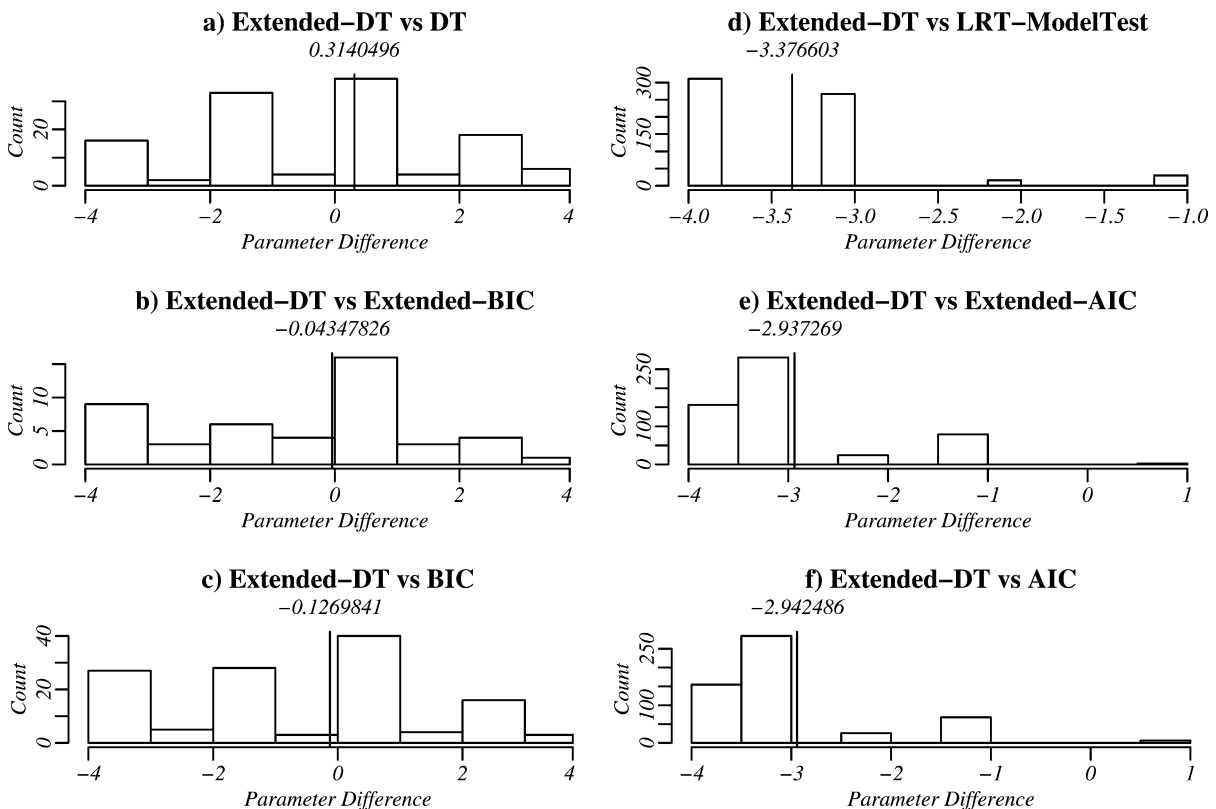 a) Extended−DT vs DT
0.3140496
Count
0 20
−4 −2 0 2 4
Parameter Difference
d) Extended−DT vs LRT−ModelTest
−3.376603
Count
0 150 300
−4.0 −3.5 −3.0 −2.5 −2.0 −1.5 −1.0
Parameter Difference
b) Extended−DT vs Extended−BIC
−0.04347826
Count
0 5 10
−4 −2 0 2 4
Parameter Difference
e) Extended−DT vs Extended−AIC
−2.937269
Count
0 100 250
−4 −3 −2 −1 0 1
Parameter Difference
c) Extended−DT vs BIC
−0.1269841
Count
0 20 40
−4 −2 0 2 4
Parameter Difference
f) Extended−DT vs AIC
−2.942486
Count
0 100 250
−4 −3 −2 −1 0 1
Parameter Difference